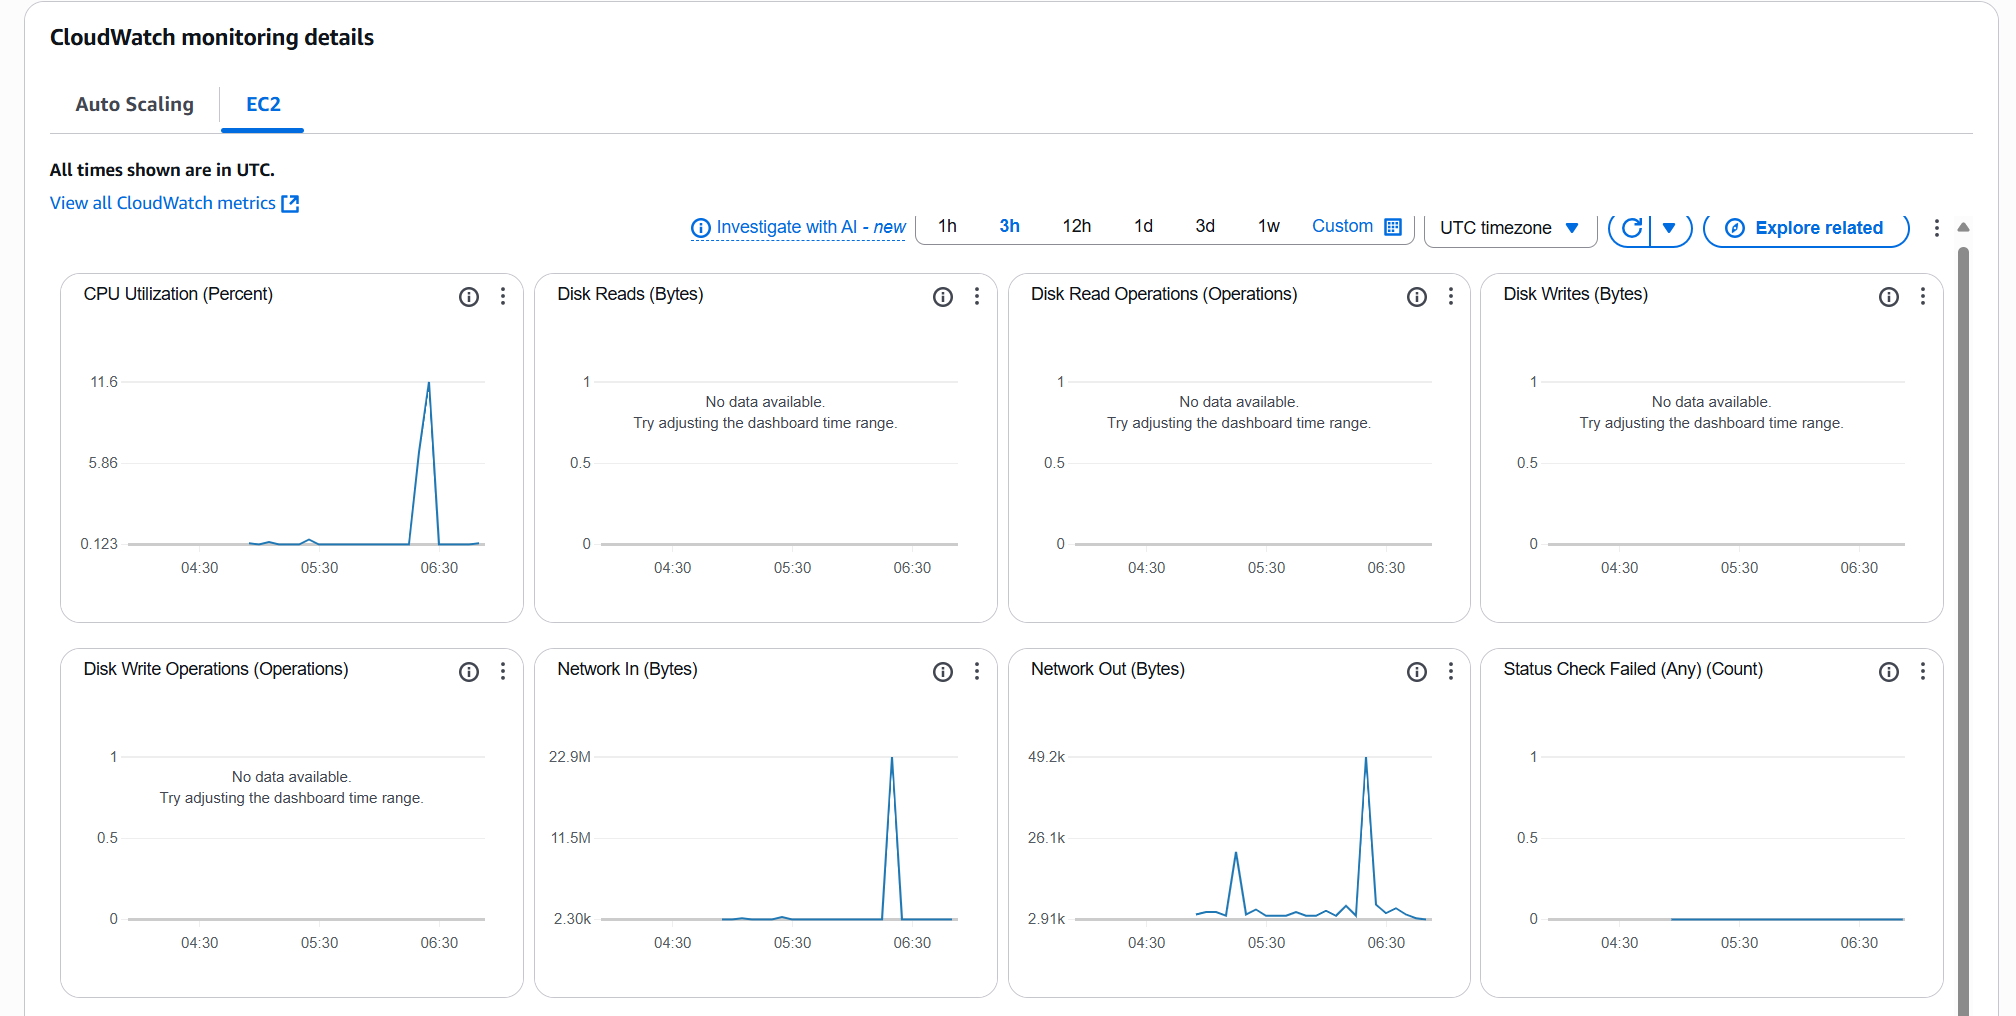 CloudWatch monitoring details
Auto Scaling
EC2
All times shown are in UTC.
View all CloudWatch metrics
Investigate with AI - new
1h 3h 12h 1d 3d 1w Custom
UTC timezone
Explore related
CPU Utilization (Percent)
11.6
5.86
0.123
04:30 05:30 06:30
Disk Reads (Bytes)
1
No data available.
Try adjusting the dashboard time range.
0.5
0
04:30 05:30 06:30
Disk Read Operations (Operations)
1
No data available.
Try adjusting the dashboard time range.
0.5
0
04:30 05:30 06:30
Disk Writes (Bytes)
1
No data available.
Try adjusting the dashboard time range.
0.5
0
04:30 05:30 06:30
Disk Write Operations (Operations)
1
No data available.
Try adjusting the dashboard time range.
0.5
0
04:30 05:30 06:30
Network In (Bytes)
22.9M
11.5M
2.30k
04:30 05:30 06:30
Network Out (Bytes)
49.2k
26.1k
2.91k
04:30 05:30 06:30
Status Check Failed (Any) (Count)
1
0.5
0
04:30 05:30 06:30